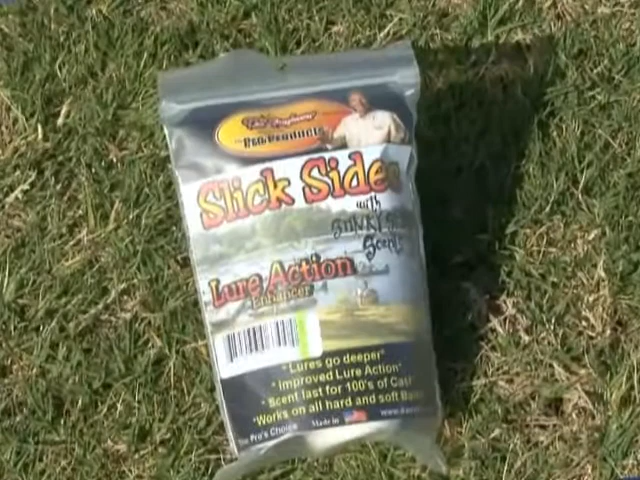 Pro Products
Slick Sides
with
STINKY
Scent
Lure Action
Enhancer
"Lures go deeper"
· Improved Lure Action"
· Scent last for 100's of Cast
"Works on all hard and soft
The Pro's Choice Made in